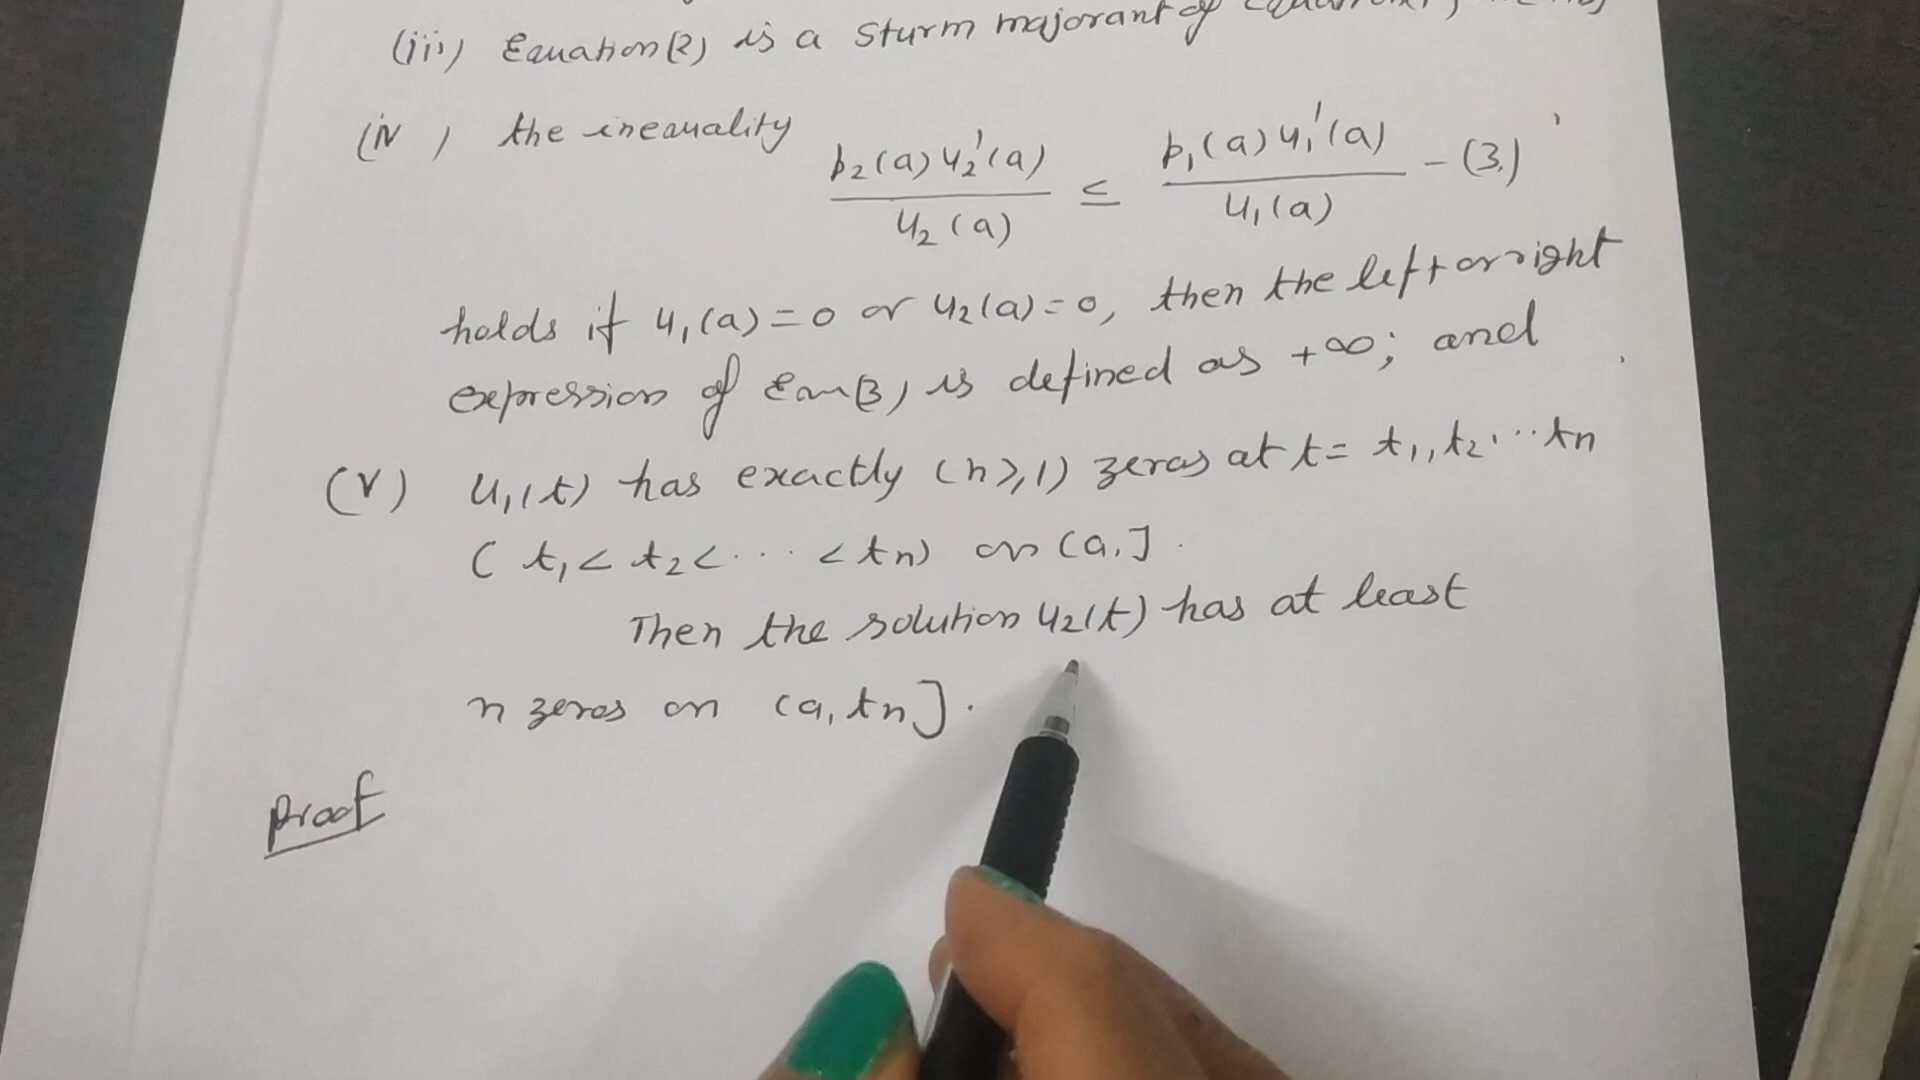 (iii) Equation(2) is a Sturm majorant of
(iv) the inequality p₂(a) u₂'(a) / u₂(a) ≤ p₁(a) u₁'(a) / u₁(a) - (3)
holds if u₁(a)=0 or u₂(a)=0, then the left or right
expression of Eqn(3) is defined as +∞; and
(V) u₁(t) has exactly (n≥1) zeros at t= t₁, t₂ ... tn
( t₁< t₂< ... < tn) on (a,].
Then the solution u₂(t) has at least
n zeros on (a, tn].
Proof